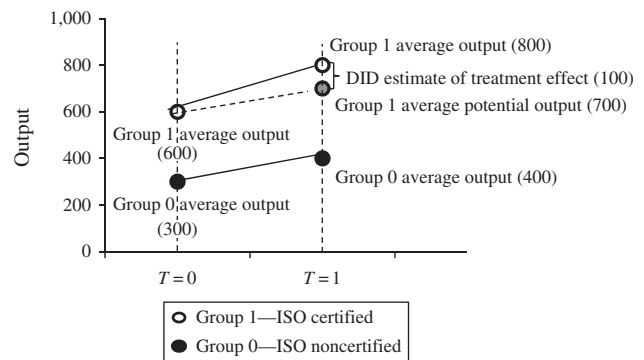 1,000
800
600
400
200
0
Output
Group 1 average output (800)
DID estimate of treatment effect (100)
Group 1 average potential output (700)
Group 1 average output
(600)
Group 0 average output (400)
Group 0 average output
(300)
T = 0
T = 1
Group 1—ISO certified
Group 0—ISO noncertified